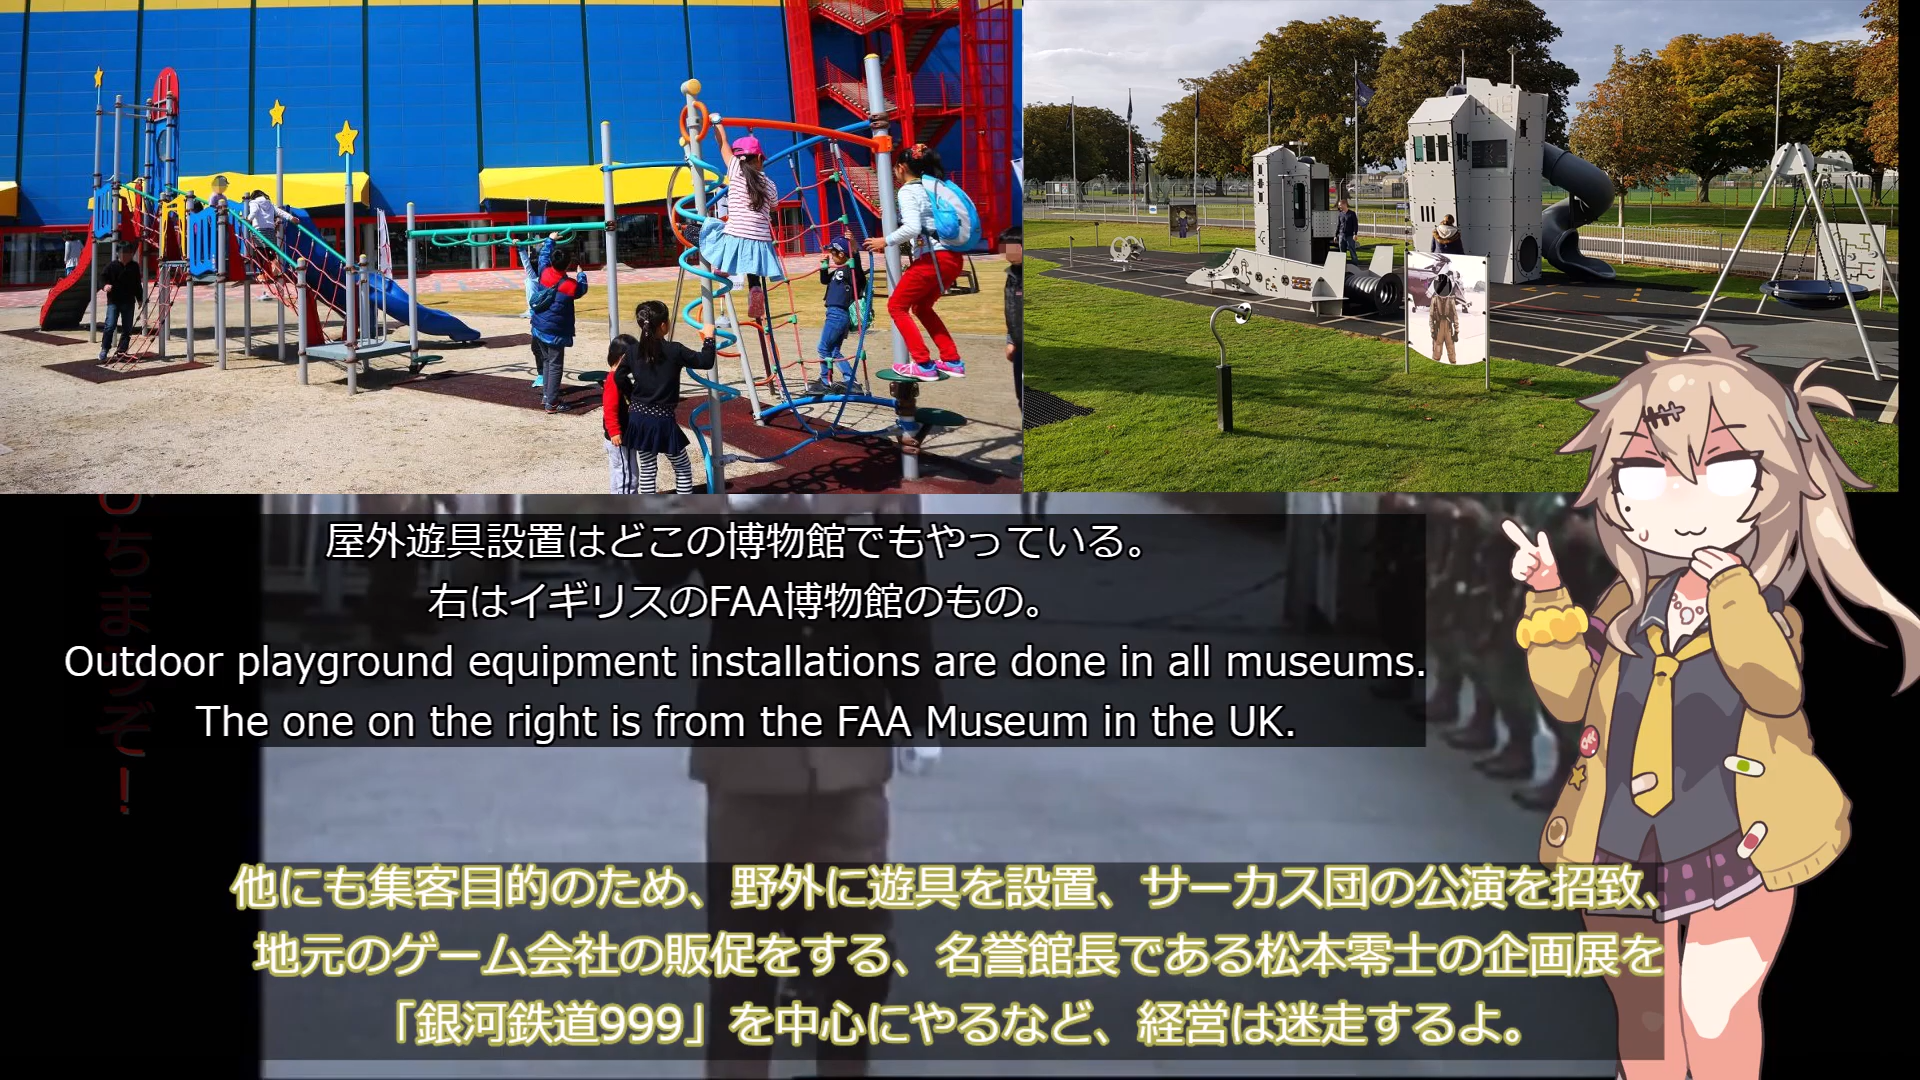 屋外遊具設置はどこの博物館でもやっている。
右はイギリスのFAA博物館のもの。
Outdoor playground equipment installations are done in all museums.
The one on the right is from the FAA Museum in the UK.
他にも集客目的のため、野外に遊具を設置、サーカス団の公演を招致、
地元のゲーム会社の販促をする、名誉館長である松本零士の企画展を
「銀河鉄道999」を中心にやるなど、経営は迷走するよ。